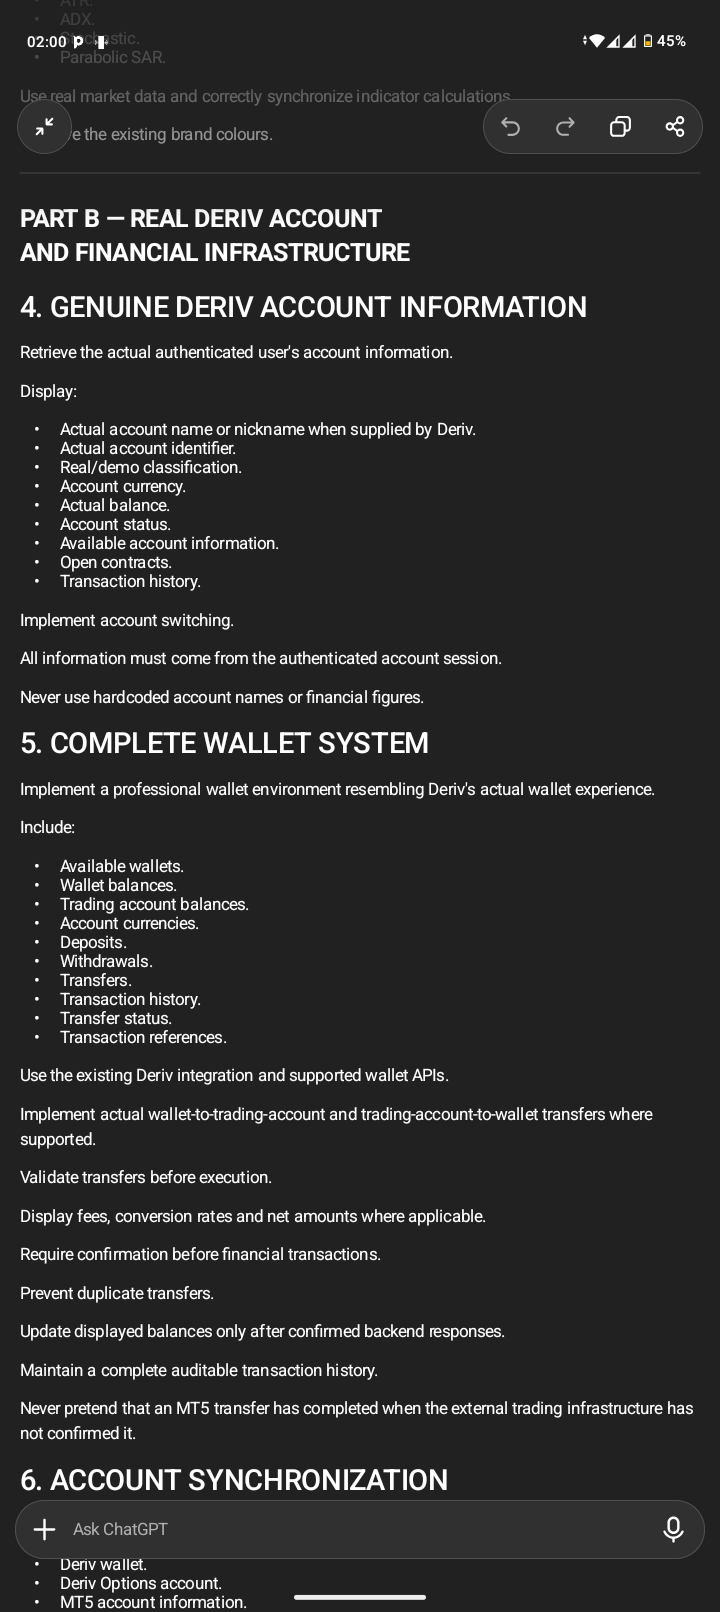 ATR.
ADX.
02:00
Stochastic.
45%
Parabolic SAR.
Use real market data and correctly synchronize indicator calculations
e the existing brand colours.
PART B — REAL DERIV ACCOUNT
AND FINANCIAL INFRASTRUCTURE
4. GENUINE DERIV ACCOUNT INFORMATION
Retrieve the actual authenticated user's account information.
Display:
• Actual account name or nickname when supplied by Deriv.
• Actual account identifier.
• Real/demo classification.
• Account currency.
• Actual balance.
• Account status.
• Available account information.
• Open contracts.
• Transaction history.
Implement account switching.
All information must come from the authenticated account session.
Never use hardcoded account names or financial figures.
5. COMPLETE WALLET SYSTEM
Implement a professional wallet environment resembling Deriv's actual wallet experience.
Include:
• Available wallets.
• Wallet balances.
• Trading account balances.
• Account currencies.
• Deposits.
• Withdrawals.
• Transfers.
• Transaction history.
• Transfer status.
• Transaction references.
Use the existing Deriv integration and supported wallet APIs.
Implement actual wallet-to-trading-account and trading-account-to-wallet transfers where
supported.
Validate transfers before execution.
Display fees, conversion rates and net amounts where applicable.
Require confirmation before financial transactions.
Prevent duplicate transfers.
Update displayed balances only after confirmed backend responses.
Maintain a complete auditable transaction history.
Never pretend that an MT5 transfer has completed when the external trading infrastructure has
not confirmed it.
6. ACCOUNT SYNCHRONIZATION
Ask ChatGPT
• Deriv wallet.
• Deriv Options account.
• MT5 account information.